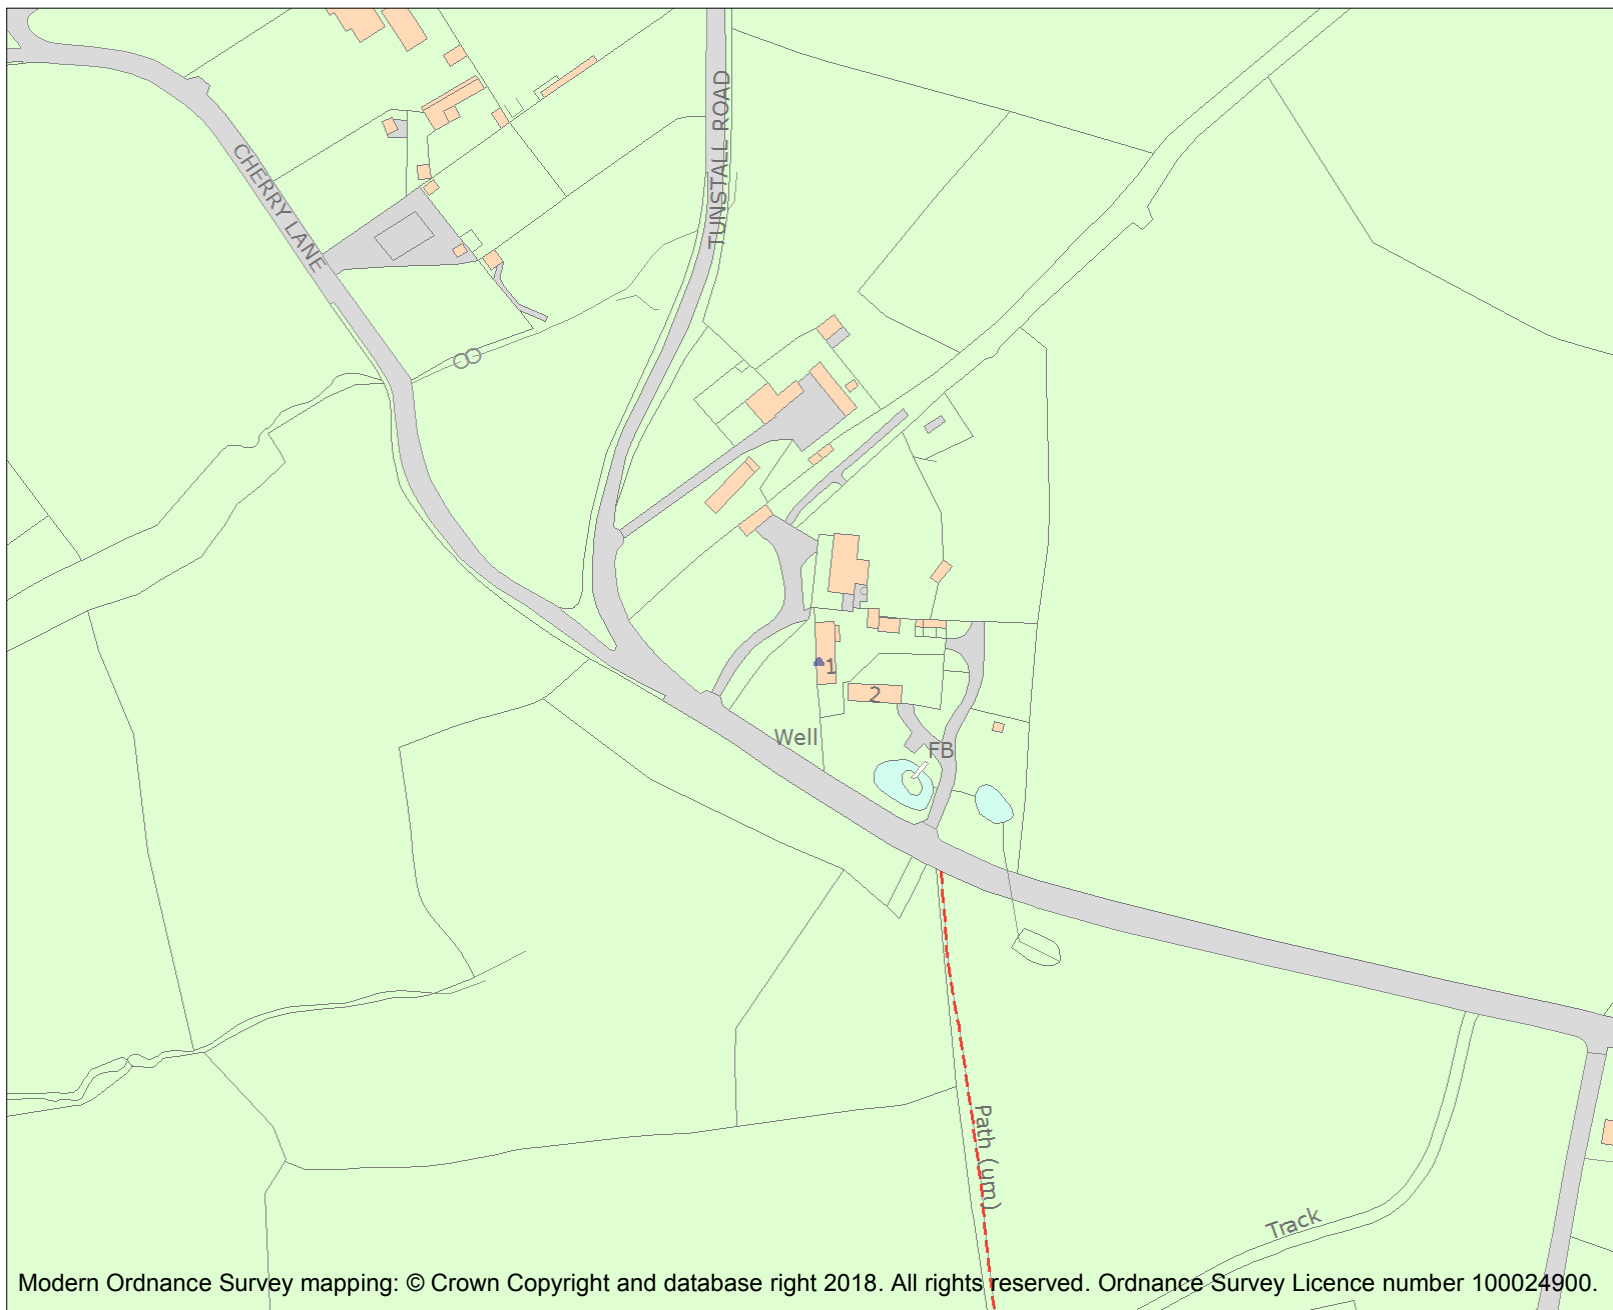 TUNSTALL ROAD
CHERRY LANE
1
2
Well
FB
Path (um)
Track
Modern Ordnance Survey mapping: © Crown Copyright and database right 2018. All rights reserved. Ordnance Survey Licence number 100024900.